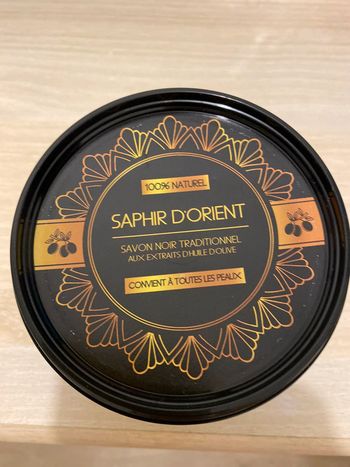 100% NATUREL
SAPHIR D'ORIENT
SAVON NOIR TRADITIONNEL
AUX EXTRAITS D'HUILE D'OLIVE
CONVIENT À TOUTES LES PEAUX